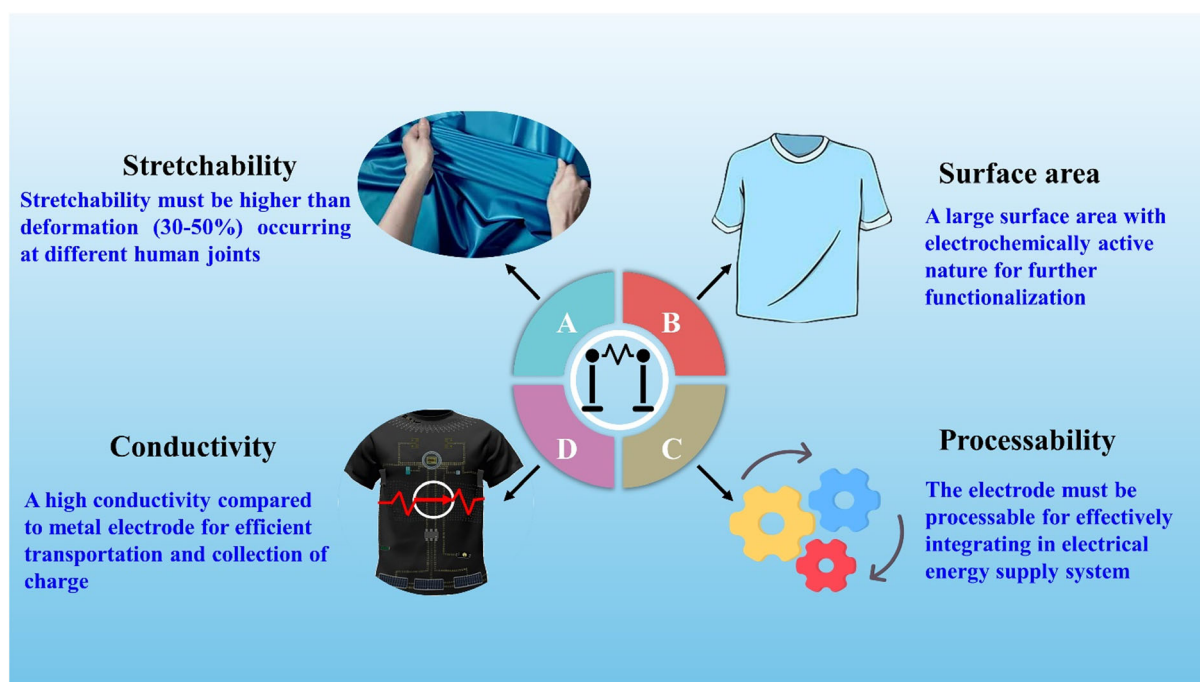 Stretchability
Stretchability must be higher than
deformation (30-50%) occurring
at different human joints
Surface area
A large surface area with
electrochemically active
nature for further
functionalization
A
B
D
C
Conductivity
A high conductivity compared
to metal electrode for efficient
transportation and collection of
charge
Processability
The electrode must be
processable for effectively
integrating in electrical
energy supply system